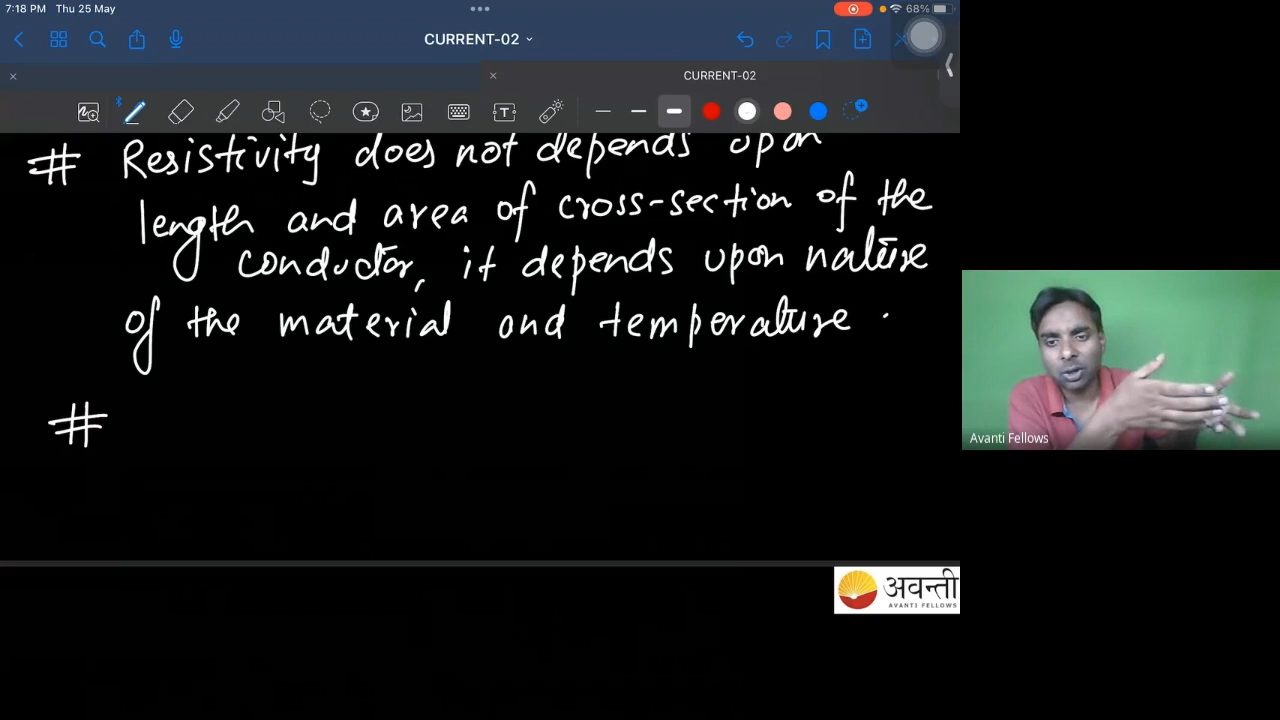 7:18 PM Thu 25 May
68%
CURRENT-02
CURRENT-02
T
# Resistivity does not depends upon
length and area of cross-section of the
conductor, it depends upon nature
of the material and temperature.
#
Avanti Fellows
अवन्ती
AVANTI FELLOWS